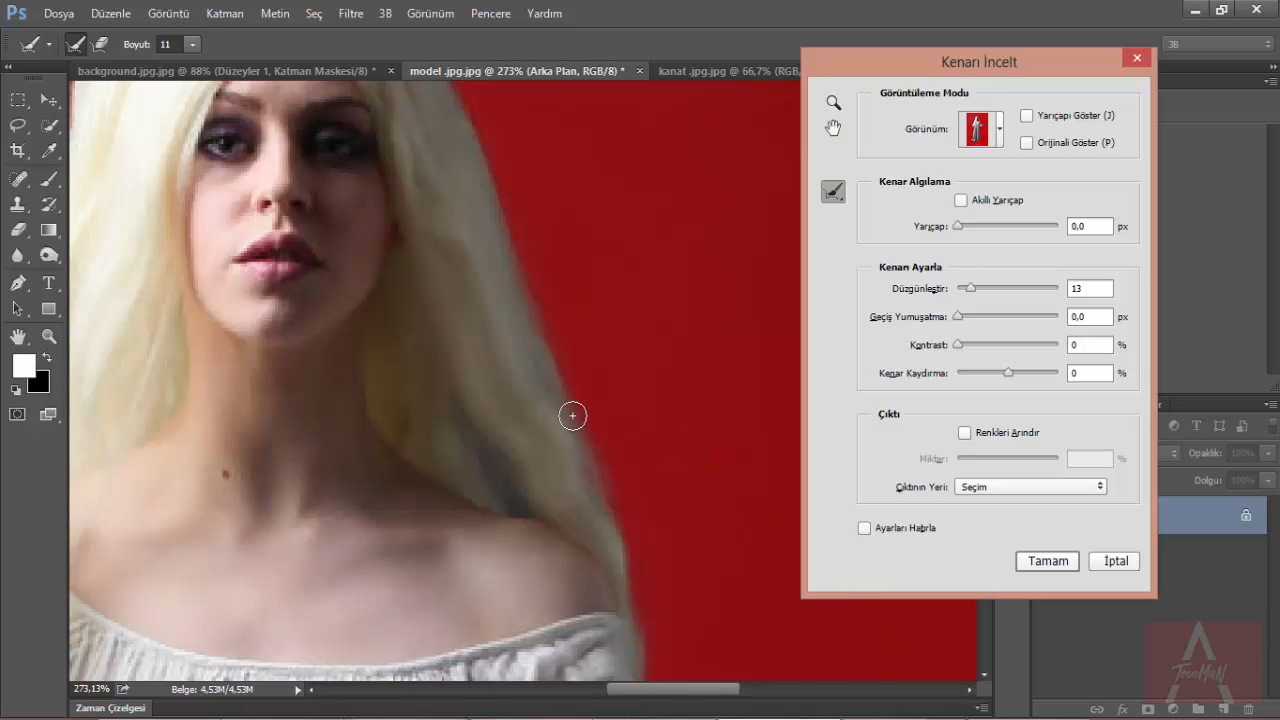 Ps Dosya Düzenle Görüntü Katman Metin Seç Filtre 3B Görünüm Pencere Yardım
Boyut: 11
3B
background.jpg.jpg @ 88% (Düzeyler 1, Katman Maskesi/8) * × model .jpg.jpg @ 273% (Arka Plan, RGB/8) * × kanat .jpg.jpg @ 66,7% (RGB,
Kenarı İncelt
Görüntüleme Modu
Görünüm:
Yarıçapı Göster (J)
Orijinali Göster (P)
Kenar Algılama
Akıllı Yarıçap
Yarıçap: 0,0 px
Kenarı Ayarla
Düzgünleştir: 13
Geçiş Yumuşatma: 0,0 px
Kontrast: 0 %
Kenar Kaydırma: 0 %
Çıktı
Renkleri Arındır
Miktar: %
Çıktının Yeri: Seçim
Ayarları Hatırla
Tamam İptal
Opaklık: 100%
Dolgu: 100%
273,13% Belge: 4,53M/4,53M
Zaman Çizelgesi
fx